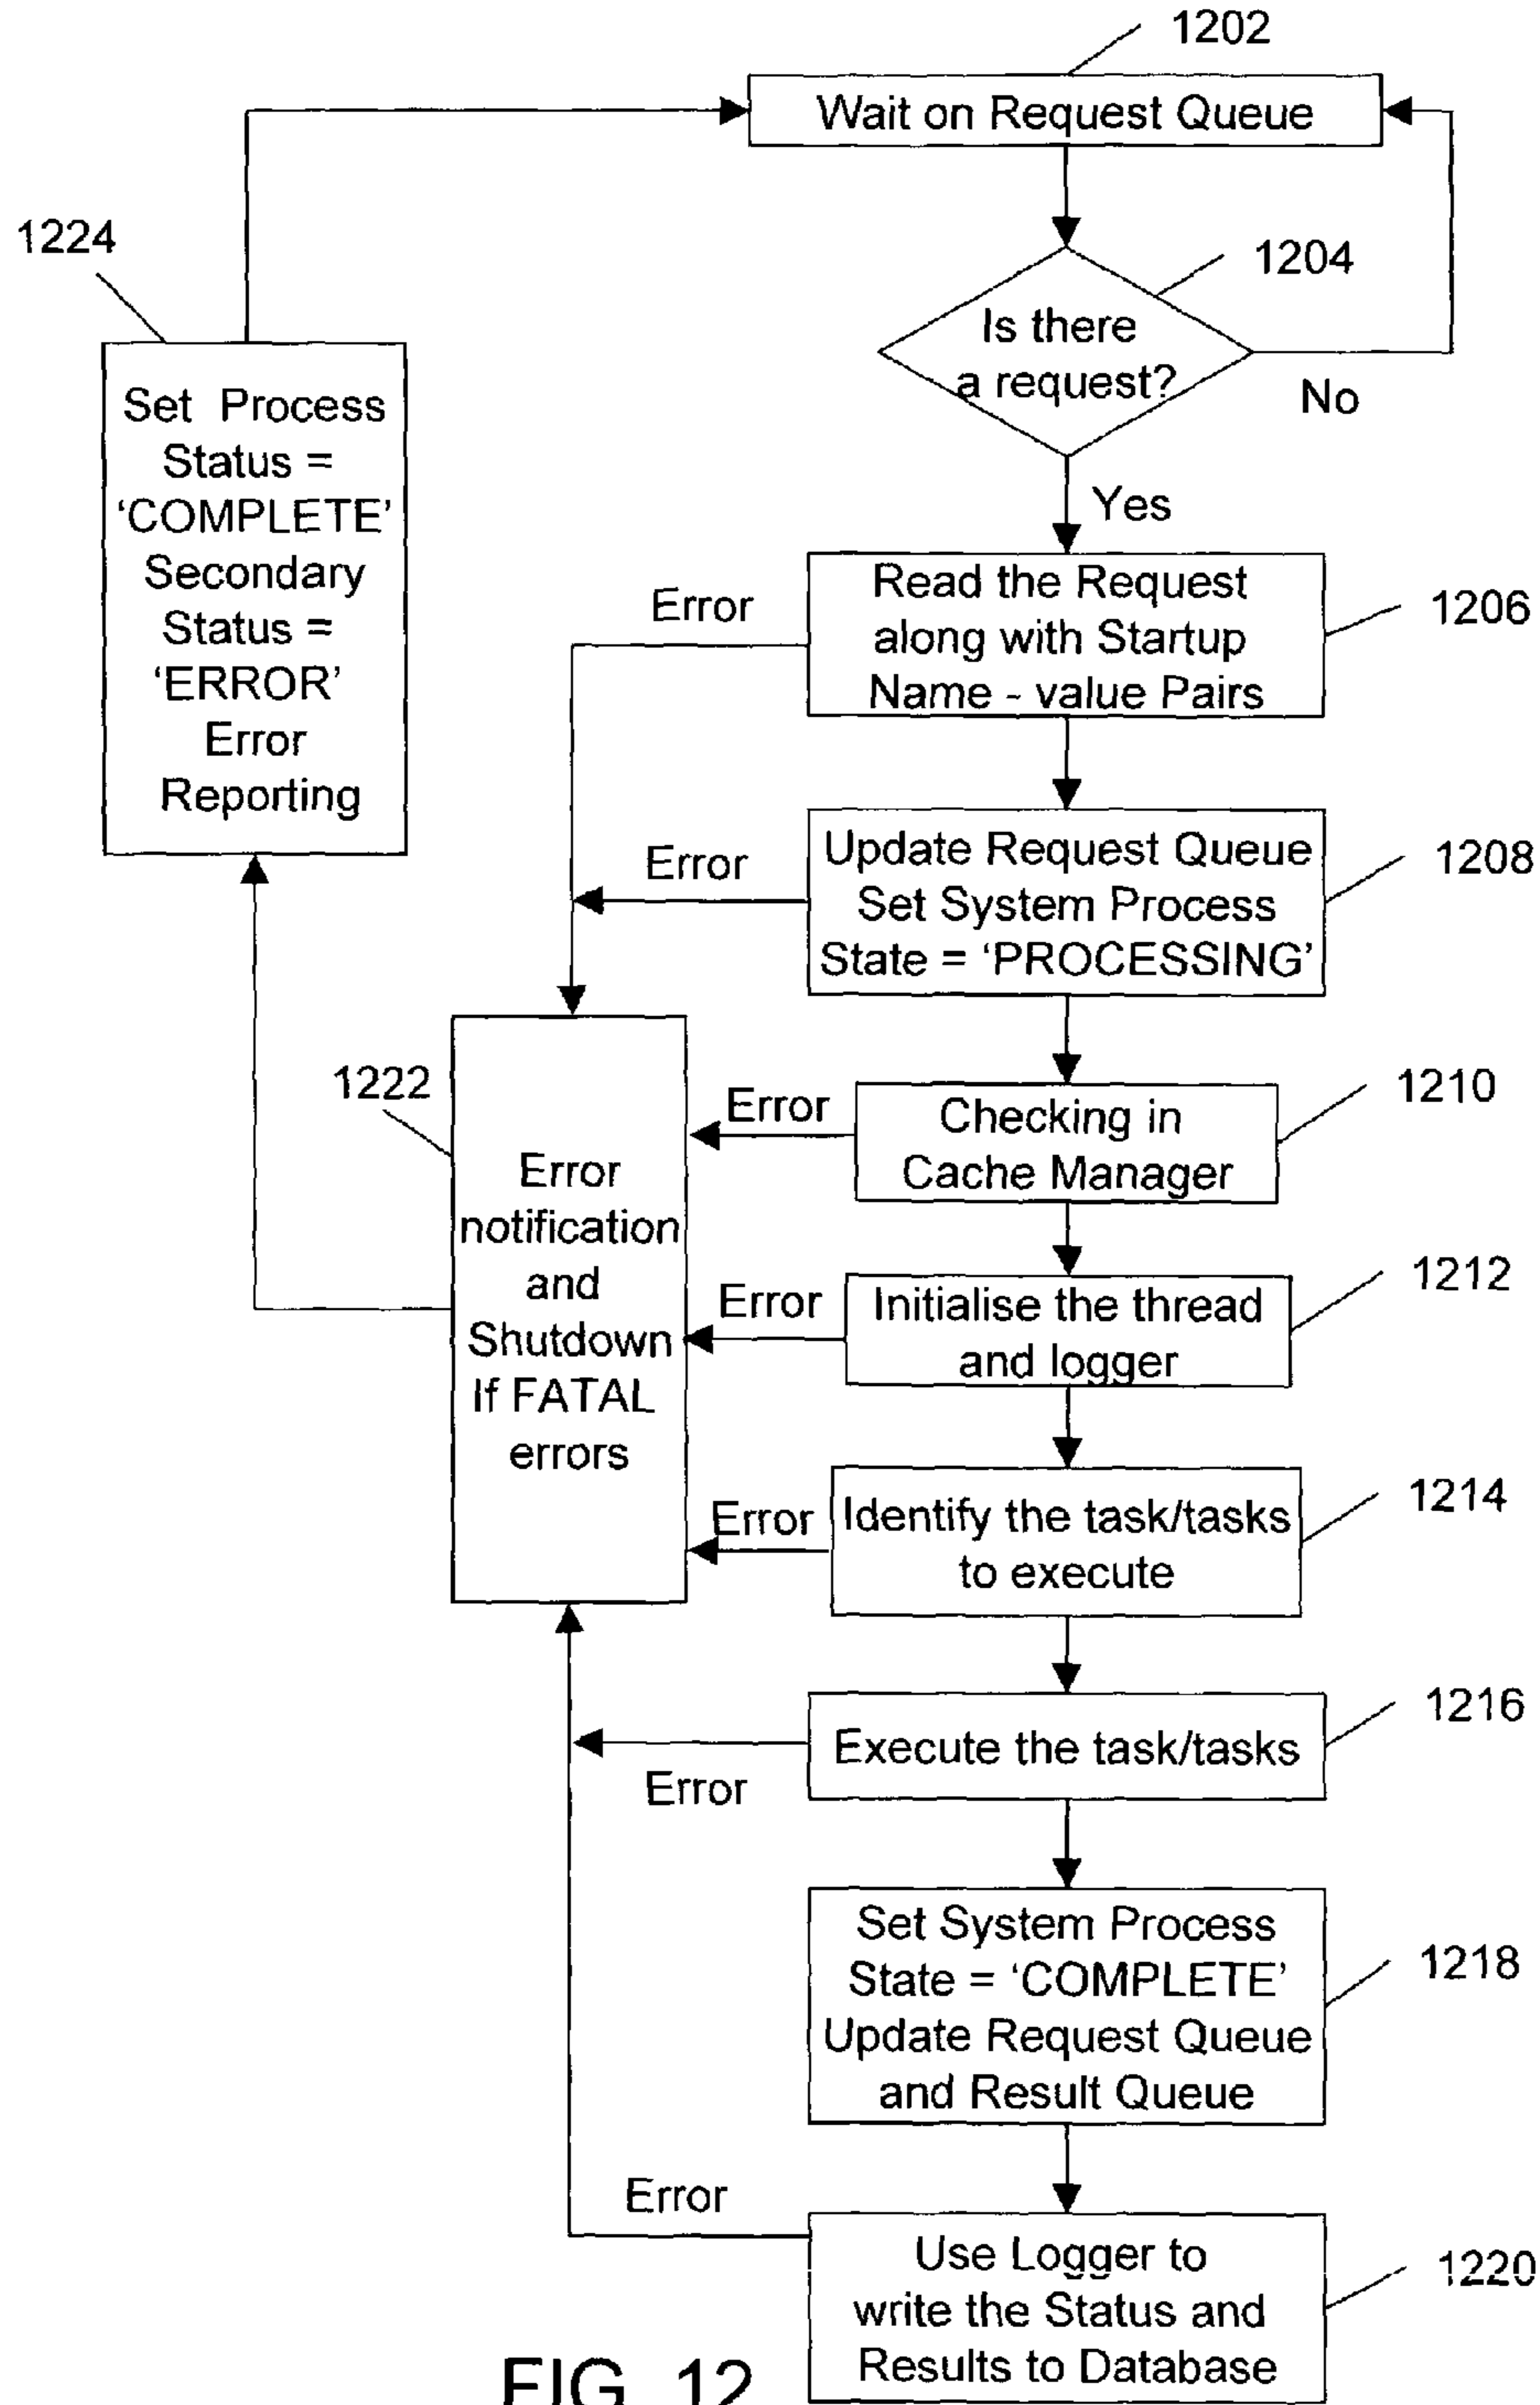 1202
Wait on Request Queue
1224
1204
Is there
a request?
No
Set Process
Status =
‘COMPLETE’
Secondary
Status =
‘ERROR’
Error
Reporting
Yes
Error
Read the Request
along with Startup
Name - value Pairs
1206
Error
Update Request Queue
Set System Process
State = ‘PROCESSING’
1208
1222
Error
notification
and
Shutdown
If FATAL
errors
Error
Checking in
Cache Manager
1210
Error
Initialise the thread
and logger
1212
Error
Identify the task/tasks
to execute
1214
Execute the task/tasks
1216
Error
Set System Process
State = ‘COMPLETE’
Update Request Queue
and Result Queue
1218
Error
Use Logger to
write the Status and
Results to Database
1220
FIG. 12